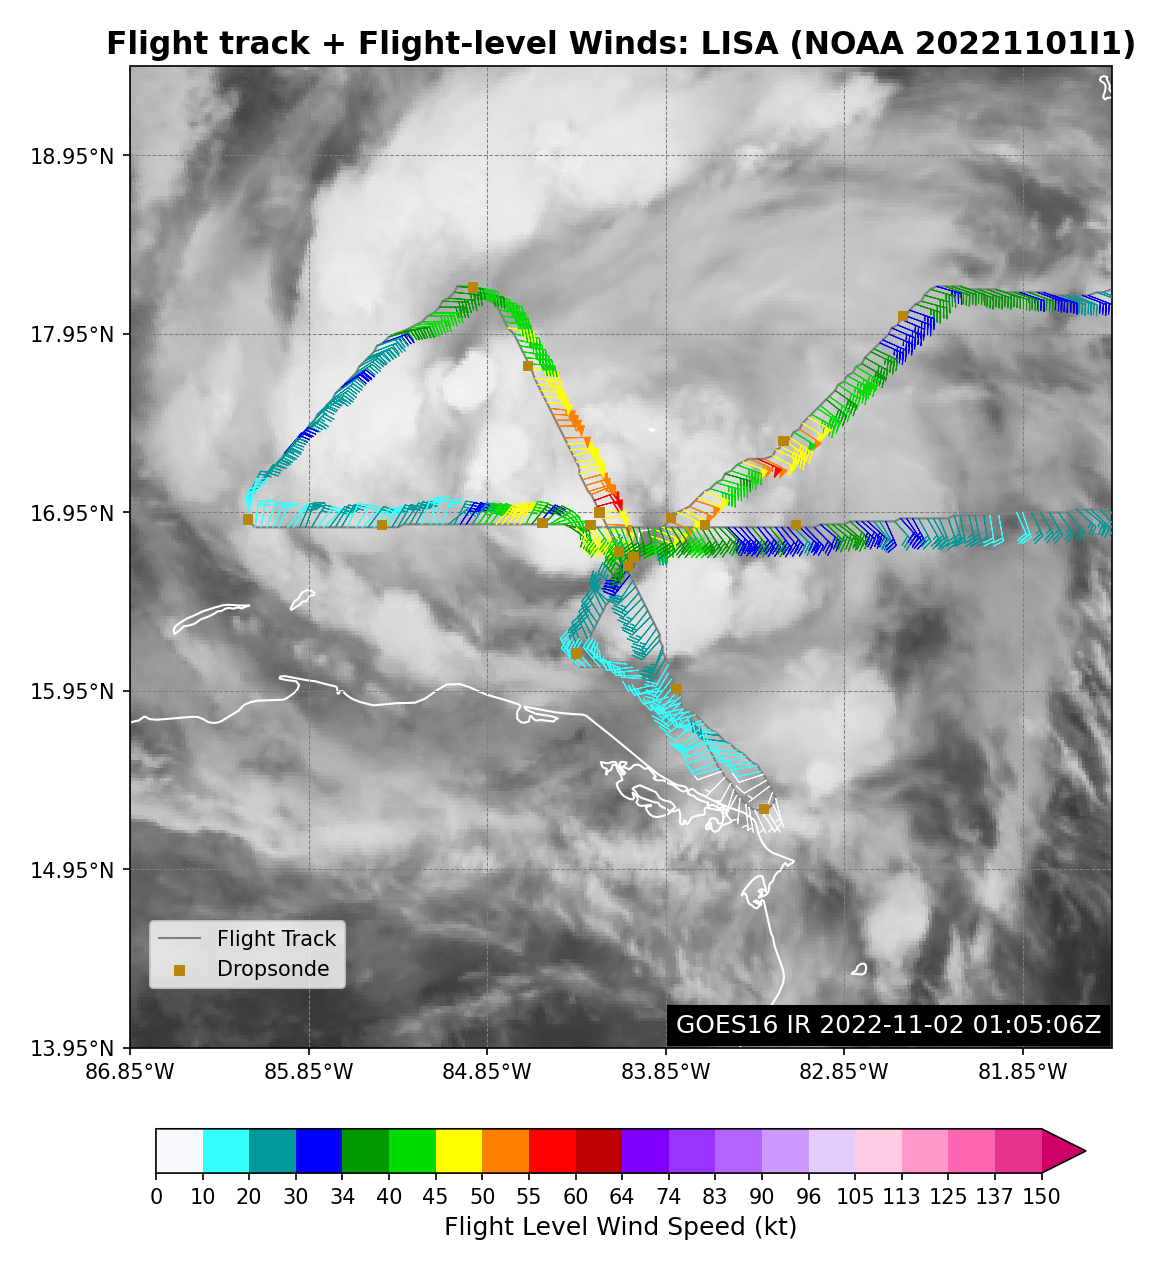 Flight track + Flight-level Winds: LISA (NOAA 20221101I1)
18.95°N
17.95°N
16.95°N
15.95°N
14.95°N
13.95°N
Flight Track
Dropsonde
GOES16 IR 2022-11-02 01:05:06Z
86.85°W 85.85°W 84.85°W 83.85°W 82.85°W 81.85°W
0 10 20 30 34 40 45 50 55 60 64 74 83 90 96 105 113 125 137 150
Flight Level Wind Speed (kt)